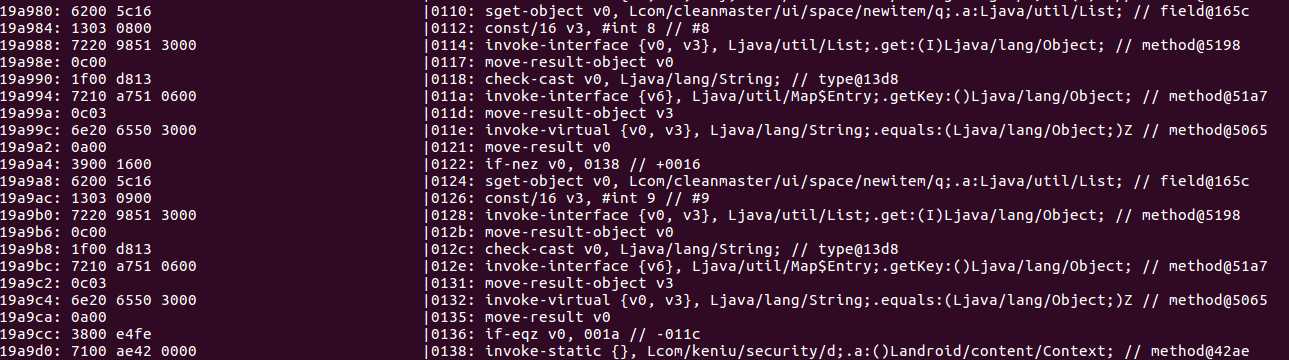 19a980: 6200 5c16 |0110: sget-object v0, Lcom/cleanmaster/ui/space/newitem/q;.a:Ljava/util/List; // field@165c
19a984: 1303 0800 |0112: const/16 v3, #int 8 // #8
19a988: 7220 9851 3000 |0114: invoke-interface {v0, v3}, Ljava/util/List;.get:(I)Ljava/lang/Object; // method@5198
19a98e: 0c00 |0117: move-result-object v0
19a990: 1f00 d813 |0118: check-cast v0, Ljava/lang/String; // type@13d8
19a994: 7210 a751 0600 |011a: invoke-interface {v6}, Ljava/util/Map$Entry;.getKey:()Ljava/lang/Object; // method@51a7
19a99a: 0c03 |011d: move-result-object v3
19a99c: 6e20 6550 3000 |011e: invoke-virtual {v0, v3}, Ljava/lang/String;.equals:(Ljava/lang/Object;)Z // method@5065
19a9a2: 0a00 |0121: move-result v0
19a9a4: 3900 1600 |0122: if-nez v0, 0138 // +0016
19a9a8: 6200 5c16 |0124: sget-object v0, Lcom/cleanmaster/ui/space/newitem/q;.a:Ljava/util/List; // field@165c
19a9ac: 1303 0900 |0126: const/16 v3, #int 9 // #9
19a9b0: 7220 9851 3000 |0128: invoke-interface {v0, v3}, Ljava/util/List;.get:(I)Ljava/lang/Object; // method@5198
19a9b6: 0c00 |012b: move-result-object v0
19a9b8: 1f00 d813 |012c: check-cast v0, Ljava/lang/String; // type@13d8
19a9bc: 7210 a751 0600 |012e: invoke-interface {v6}, Ljava/util/Map$Entry;.getKey:()Ljava/lang/Object; // method@51a7
19a9c2: 0c03 |0131: move-result-object v3
19a9c4: 6e20 6550 3000 |0132: invoke-virtual {v0, v3}, Ljava/lang/String;.equals:(Ljava/lang/Object;)Z // method@5065
19a9ca: 0a00 |0135: move-result v0
19a9cc: 3800 e4fe |0136: if-eqz v0, 001a // -011c
19a9d0: 7100 ae42 0000 |0138: invoke-static {}, Lcom/keniu/security/d;.a:()Landroid/content/Context; // method@42ae